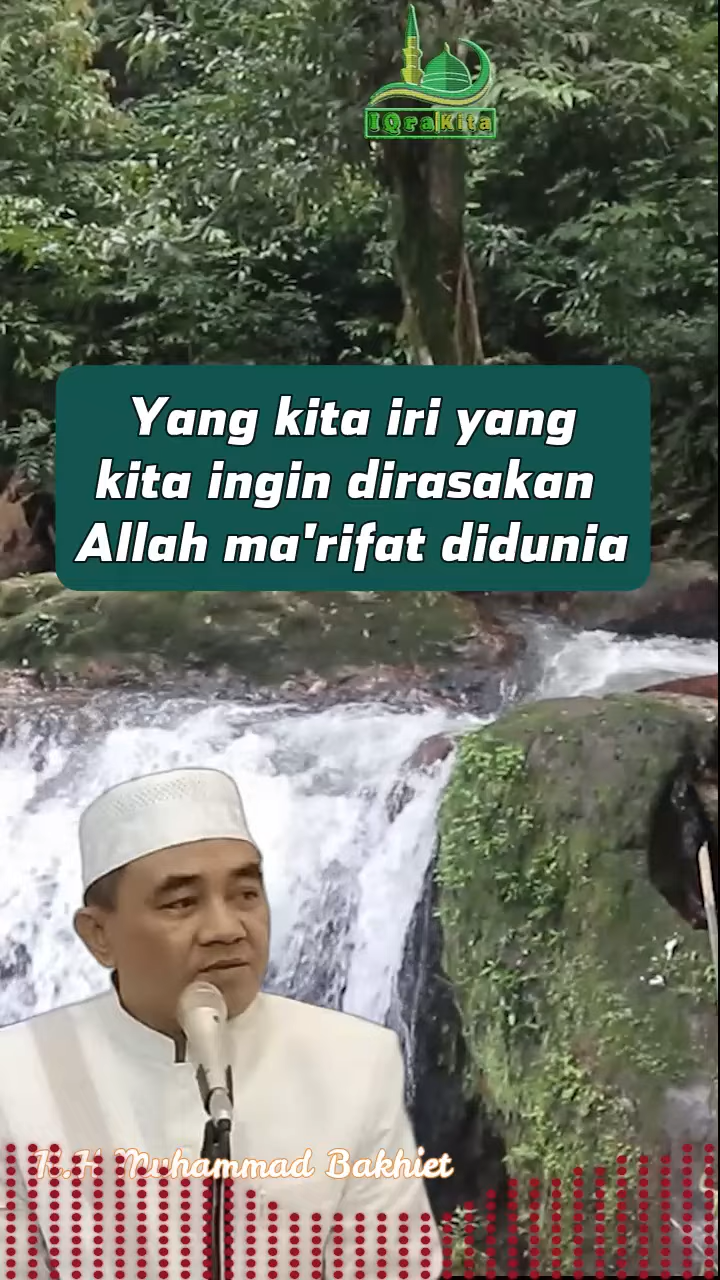 IQraKita
Yang kita iri yang
kita ingin dirasakan
Allah ma'rifat didunia
K.H Muhammad Bakhiet